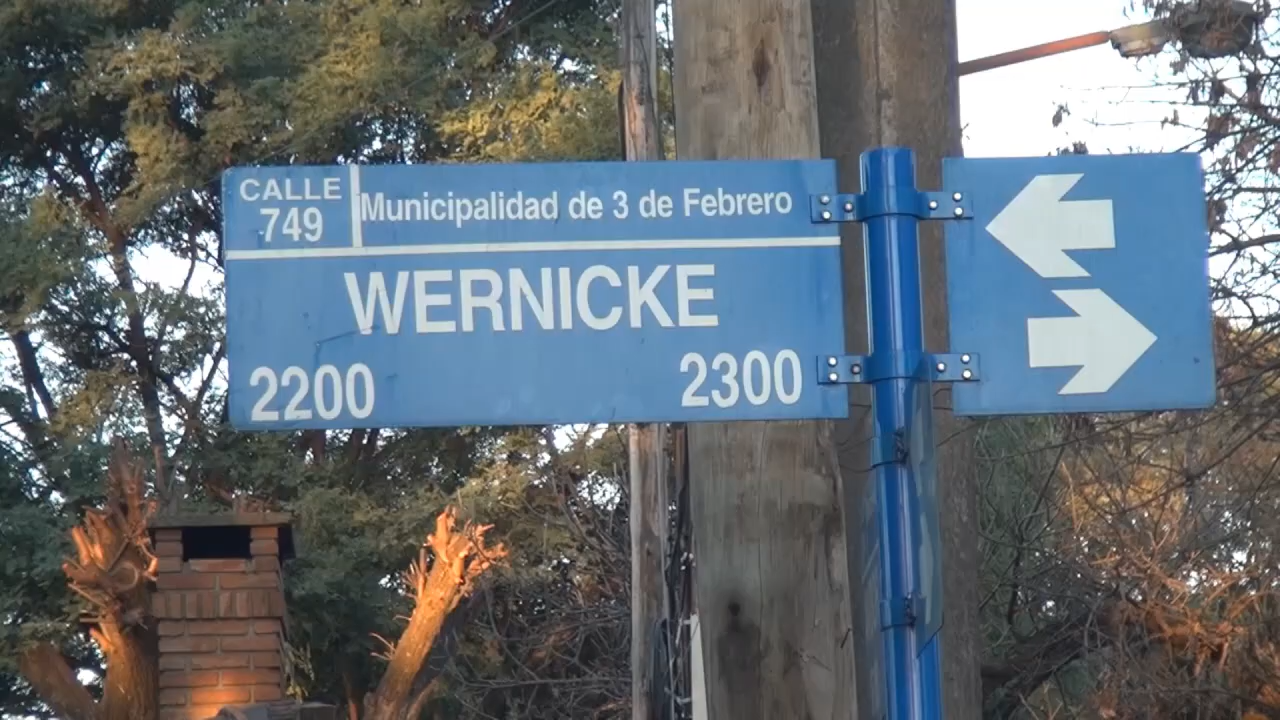 CALLE
749
Municipalidad de 3 de Febrero
WERNICKE
2200
2300